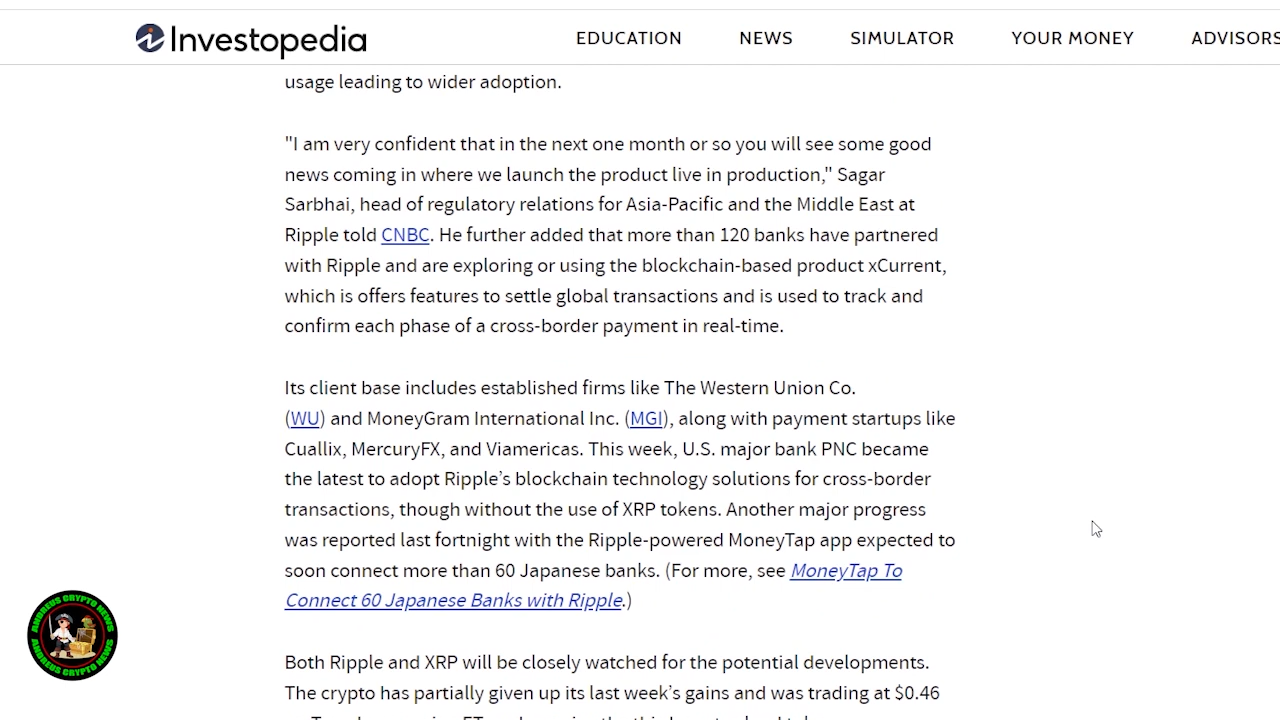 Investopedia
EDUCATION NEWS SIMULATOR YOUR MONEY ADVISORS
usage leading to wider adoption.
"I am very confident that in the next one month or so you will see some good
news coming in where we launch the product live in production," Sagar
Sarbhai, head of regulatory relations for Asia-Pacific and the Middle East at
Ripple told CNBC. He further added that more than 120 banks have partnered
with Ripple and are exploring or using the blockchain-based product xCurrent,
which is offers features to settle global transactions and is used to track and
confirm each phase of a cross-border payment in real-time.
Its client base includes established firms like The Western Union Co.
(WU) and MoneyGram International Inc. (MGI), along with payment startups like
Cuallix, MercuryFX, and Viamericas. This week, U.S. major bank PNC became
the latest to adopt Ripple’s blockchain technology solutions for cross-border
transactions, though without the use of XRP tokens. Another major progress
was reported last fortnight with the Ripple-powered MoneyTap app expected to
soon connect more than 60 Japanese banks. (For more, see MoneyTap To
Connect 60 Japanese Banks with Ripple.)
ANDREUS CRYPTO NEWS
ANDREUS CRYPTO NEWS
Both Ripple and XRP will be closely watched for the potential developments.
The crypto has partially given up its last week’s gains and was trading at $0.46